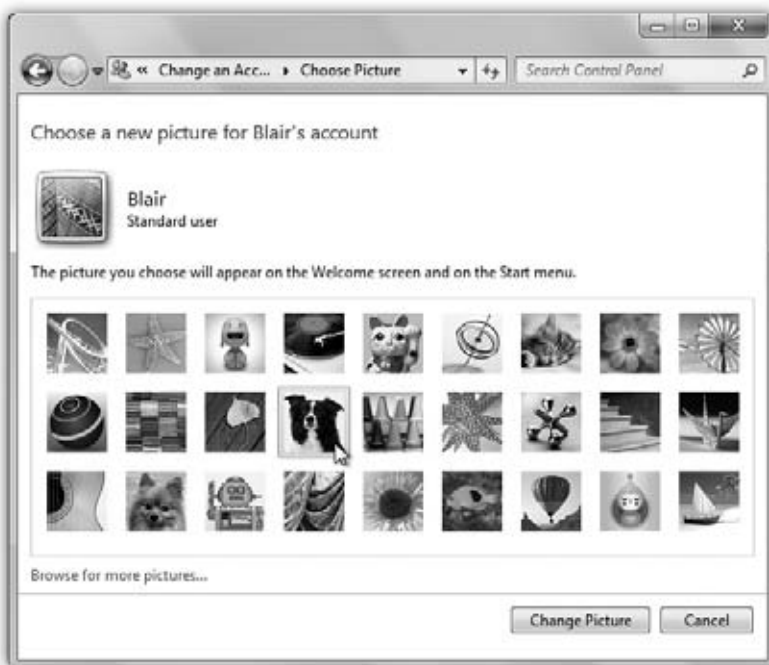 « Change an Acc... ▸ Choose Picture
Search Control Panel
Choose a new picture for Blair's account
Blair
Standard user
The picture you choose will appear on the Welcome screen and on the Start menu.
Browse for more pictures...
Change Picture
Cancel